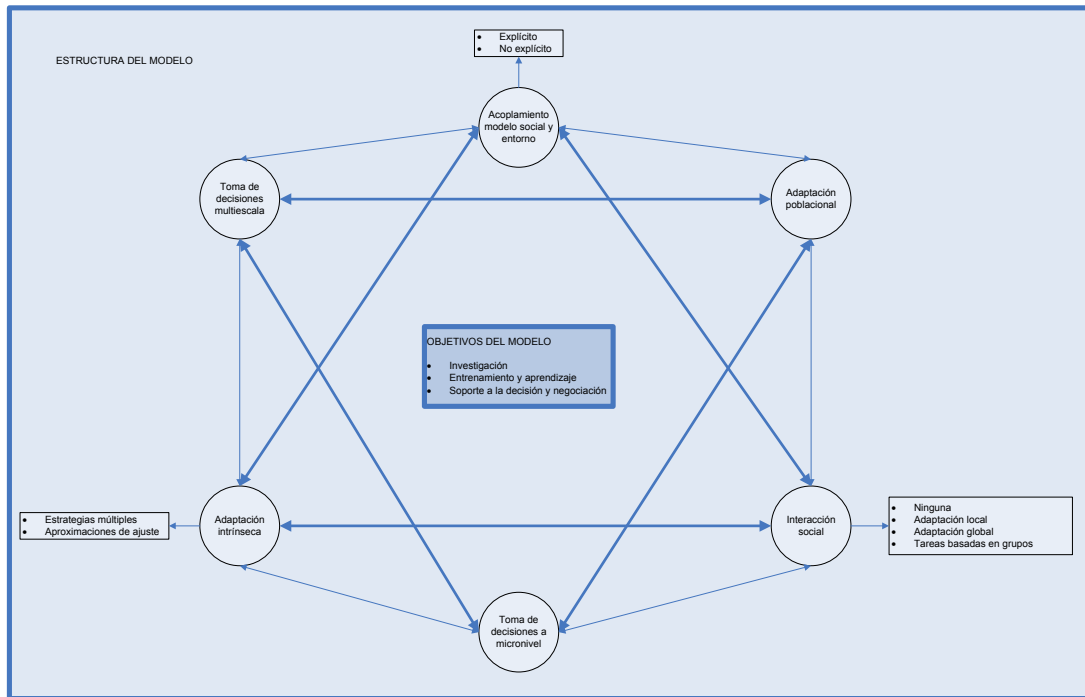 ESTRUCTURA DEL MODELO
• Explícito
• No explícito
Acoplamiento
modelo social y
entorno
Toma de
decisiones
multiescala
Adaptación
poblacional
OBJETIVOS DEL MODELO
• Investigación
• Entrenamiento y aprendizaje
• Soporte a la decisión y negociación
• Estrategias múltiples
• Aproximaciones de ajuste
Adaptación
intrínseca
Interacción
social
• Ninguna
• Adaptación local
• Adaptación global
• Tareas basadas en grupos
Toma de
decisiones a
micronivel